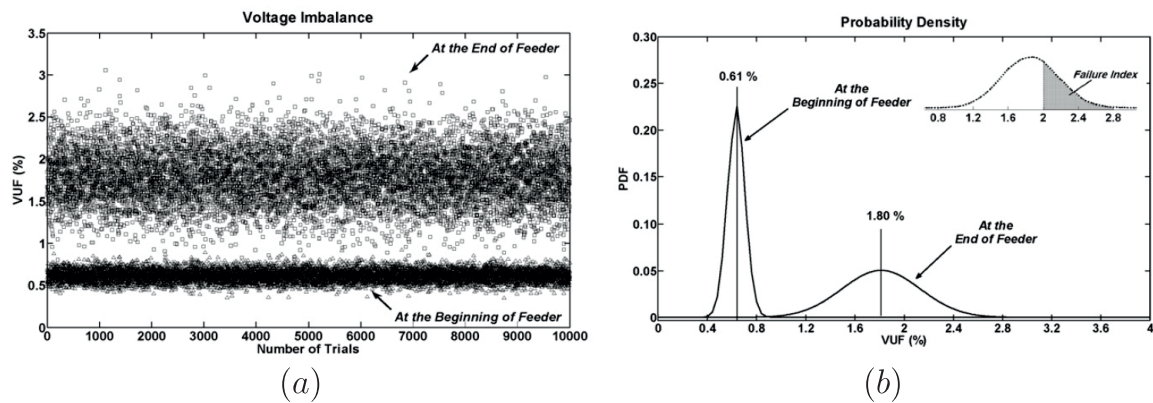 Voltage Imbalance
3.5
3
2.5
2
1.5
1
0.5
0
VUF (%)
At the End of Feeder
At the Beginning of Feeder
0 1000 2000 3000 4000 5000 6000 7000 8000 9000 10000
Number of Trials
(a)
Probability Density
0.30
0.25
0.20
0.15
0.10
0.05
0
PDF
0.61 %
At the
Beginning of Feeder
1.80 %
At the
End of Feeder
Failure Index
0.8 1.2 1.6 2 2.4 2.8
0 0.4 0.8 1.2 1.6 2 2.4 2.8 3.2 3.6 4
VUF (%)
(b)